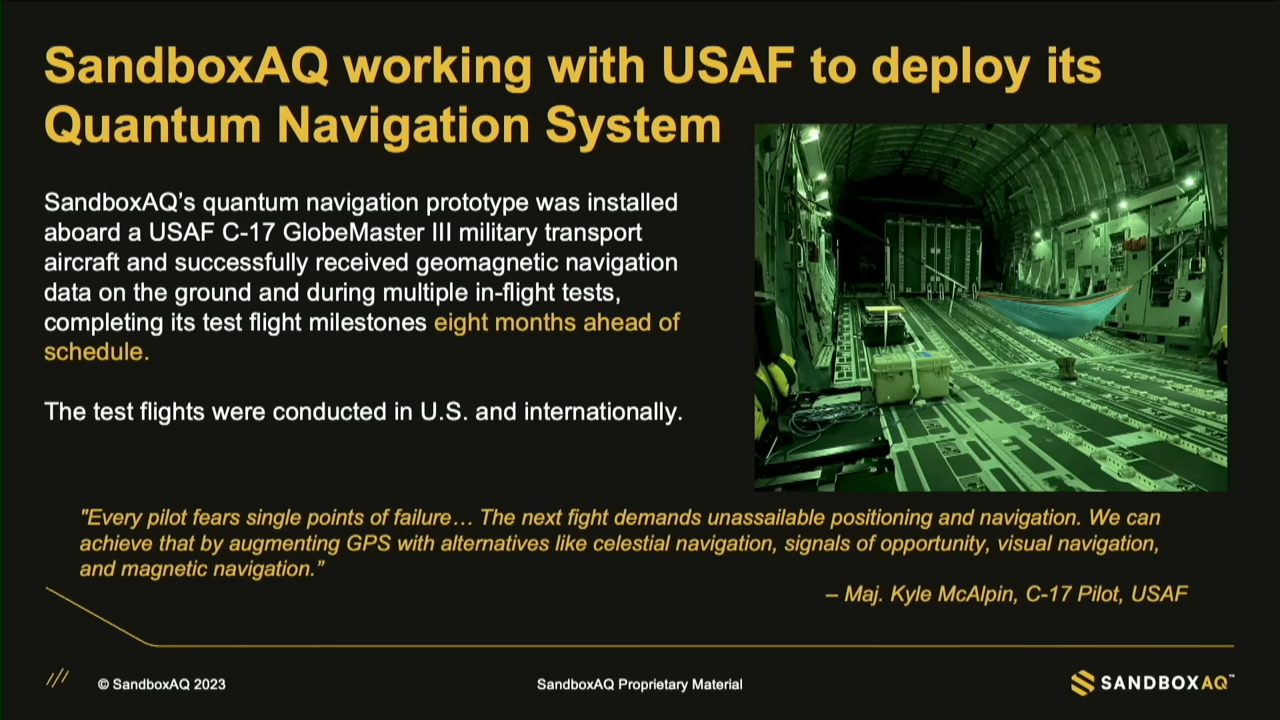 SandboxAQ working with USAF to deploy its
Quantum Navigation System
SandboxAQ’s quantum navigation prototype was installed
aboard a USAF C-17 GlobeMaster III military transport
aircraft and successfully received geomagnetic navigation
data on the ground and during multiple in-flight tests,
completing its test flight milestones eight months ahead of
schedule.
The test flights were conducted in U.S. and internationally.
"Every pilot fears single points of failure… The next fight demands unassailable positioning and navigation. We can
achieve that by augmenting GPS with alternatives like celestial navigation, signals of opportunity, visual navigation,
and magnetic navigation.”
– Maj. Kyle McAlpin, C-17 Pilot, USAF
© SandboxAQ 2023
SandboxAQ Proprietary Material
SANDBOXAQ™